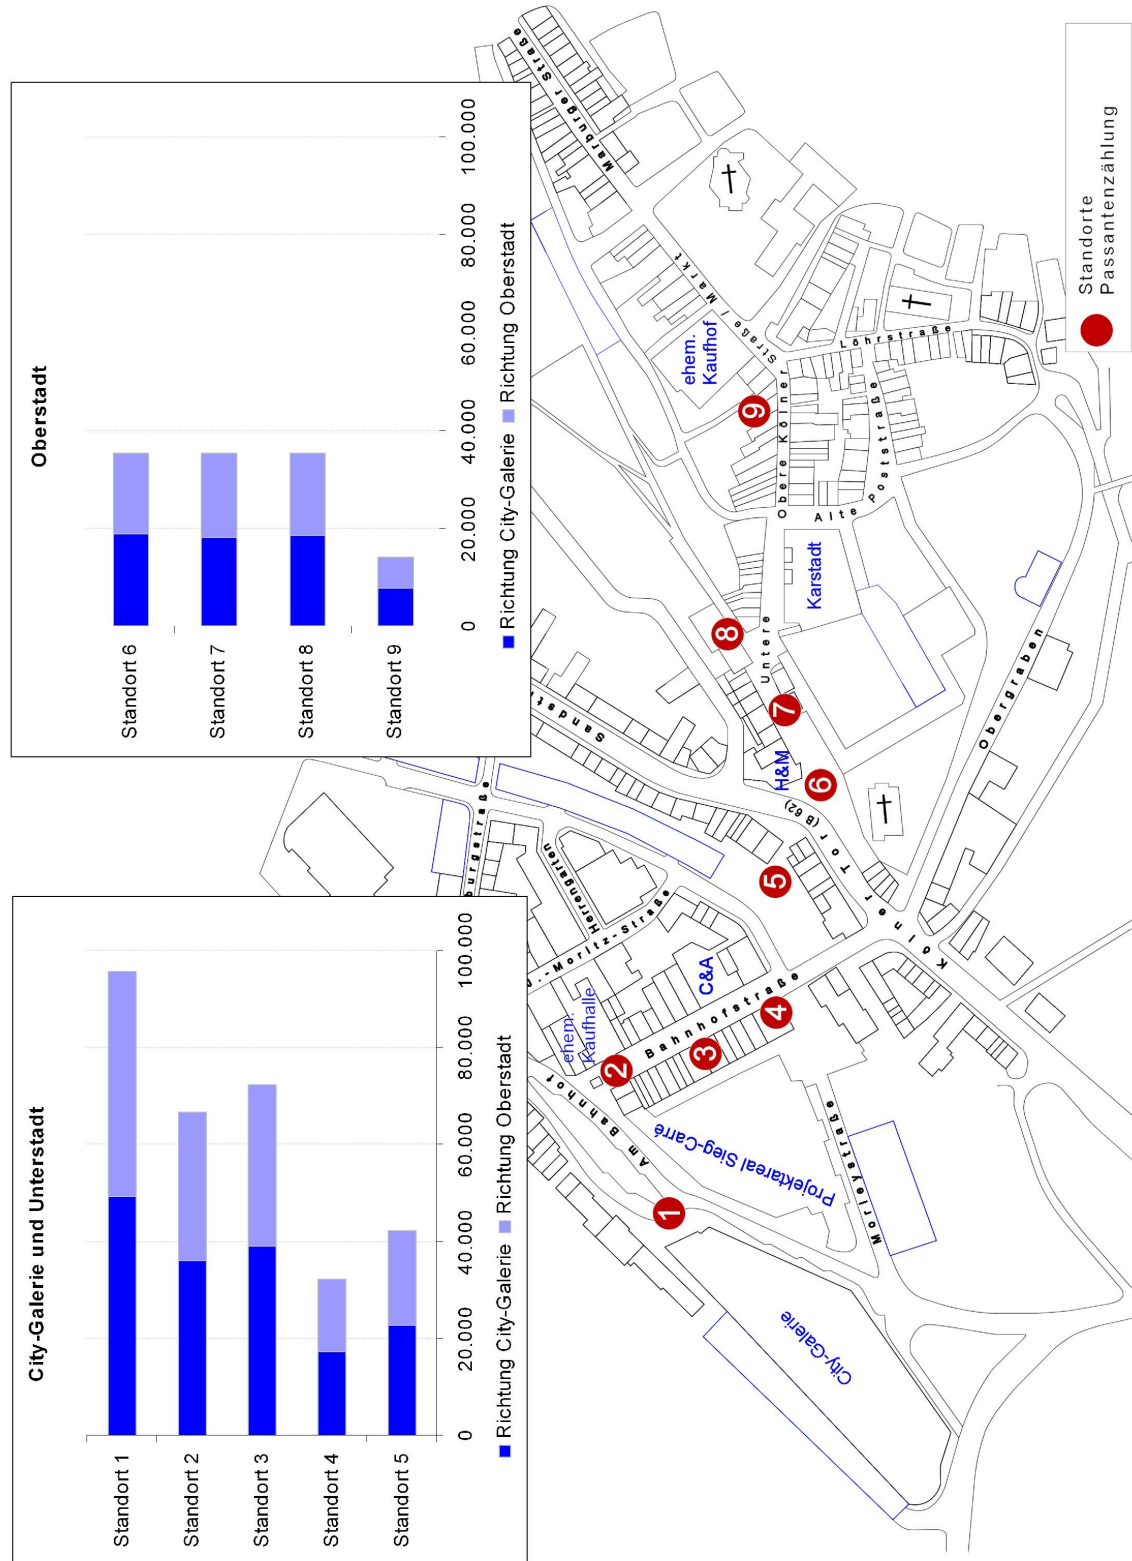 City-Galerie und Unterstadt
Standort 1
Standort 2
Standort 3
Standort 4
Standort 5
0
20.000
40.000
60.000
80.000
100.000
Richtung City-Galerie
Richtung Oberstadt
Oberstadt
Standort 6
Standort 7
Standort 8
Standort 9
0
20.000
40.000
60.000
80.000
100.000
Richtung City-Galerie
Richtung Oberstadt
burgstraße
Herrengarten
.-Moritz-Straße
Sandst
Marburger Straße
ehem.
Kaufhalle
Am Bahnhof
2
Bahnhofstraße
C&A
3
4
5
1
Projektareal Sieg-Carré
Morleystraße
City-Galerie
Kölner Tor (B 62)
H&M
6
7
8
Untere
Karstadt
9
Obere Kölner
Straße / Markt
ehem.
Kaufhof
Alte Poststraße
Löhrstraße
Obergraben
Standorte
Passantenzählung